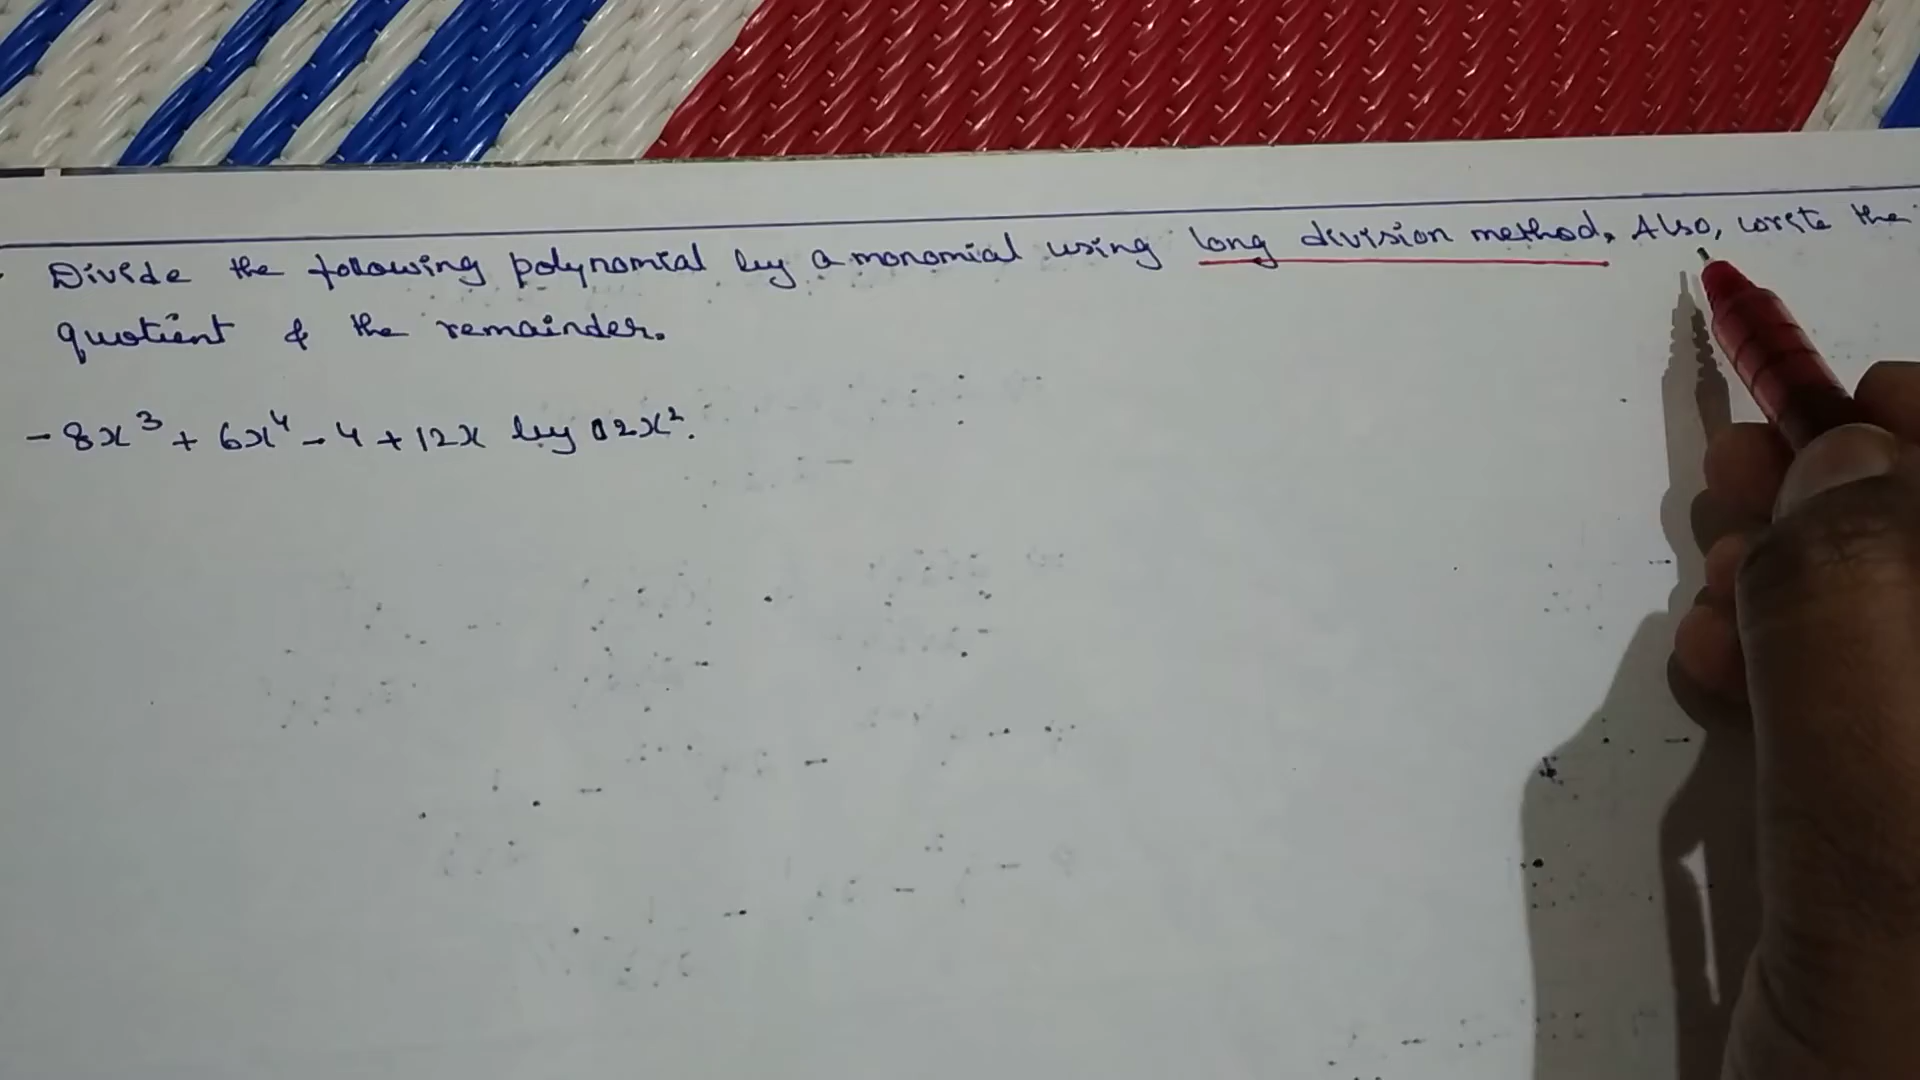 Divide the following polynomial by a monomial using long division method. Also, write the
quotient & the remainder.
-8x³ + 6x⁴ - 4 + 12x by 2x².